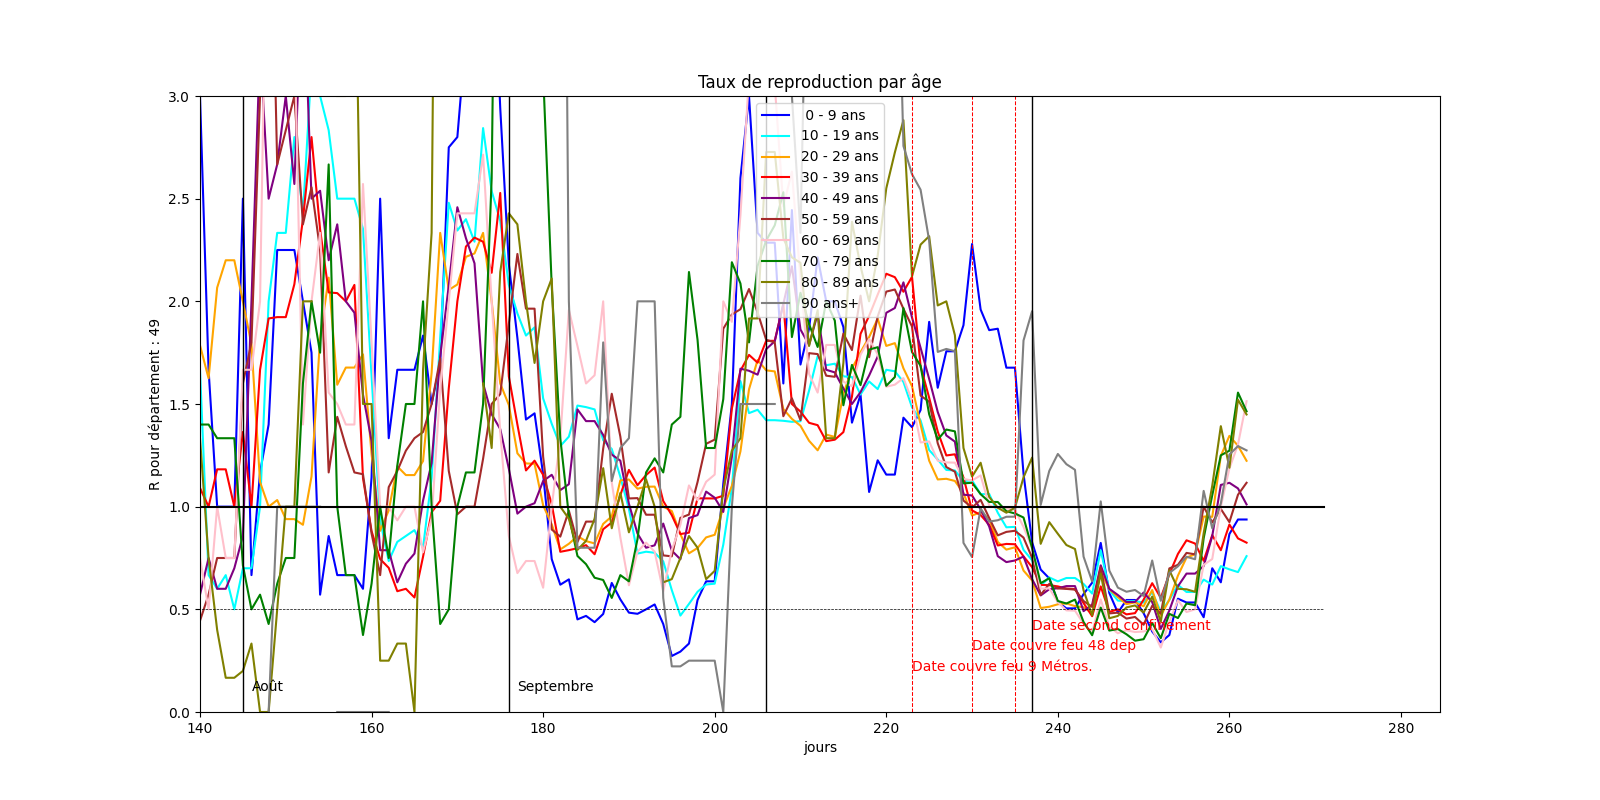 Taux de reproduction par âge
R pour département : 49
3.0
2.5
2.0
1.5
1.0
0.5
0.0
0 - 9 ans
10 - 19 ans
20 - 29 ans
30 - 39 ans
40 - 49 ans
50 - 59 ans
60 - 69 ans
70 - 79 ans
80 - 89 ans
90 ans+
Date second confinement
Date couvre feu 48 dep
Date couvre feu 9 Métros.
Août
Septembre
140
160
180
200
220
240
260
280
jours